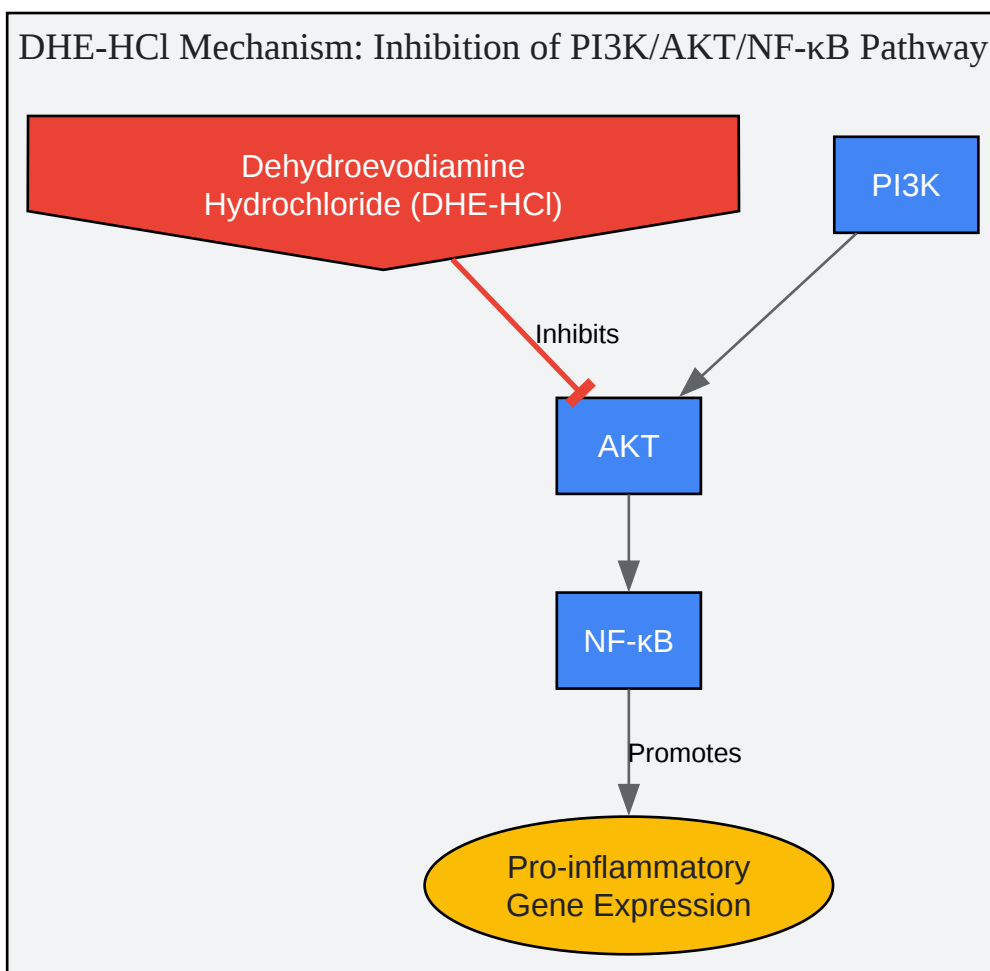 DHE-HCl Mechanism: Inhibition of PI3K/AKT/NF-κB Pathway
Dehydroevodiamine
Hydrochloride (DHE-HCl)
PI3K
Inhibits
AKT
NF-κB
Promotes
Pro-inflammatory
Gene Expression